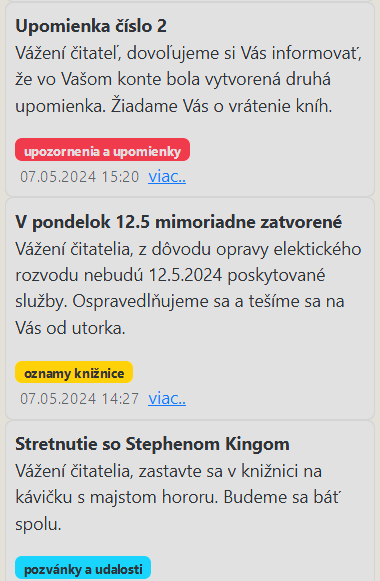 Upomienka číslo 2
Vážení čitateľ, dovoľujeme si Vás informovať,
že vo Vašom konte bola vytvorená druhá
upomienka. Žiadame Vás o vrátenie kníh.
upozornenia a upomienky
07.05.2024 15:20 viac..
V pondelok 12.5 mimoriadne zatvorené
Vážení čitatelia, z dôvodu opravy elektického
rozvodu nebudú 12.5.2024 poskytované
služby. Ospravedlňujeme sa a tešíme sa na
Vás od utorka.
oznamy knižnice
07.05.2024 14:27 viac..
Stretnutie so Stephenom Kingom
Vážení čitatelia, zastavte sa v knižnici na
kávičku s majstom hororu. Budeme sa báť
spolu.
pozvánky a udalosti